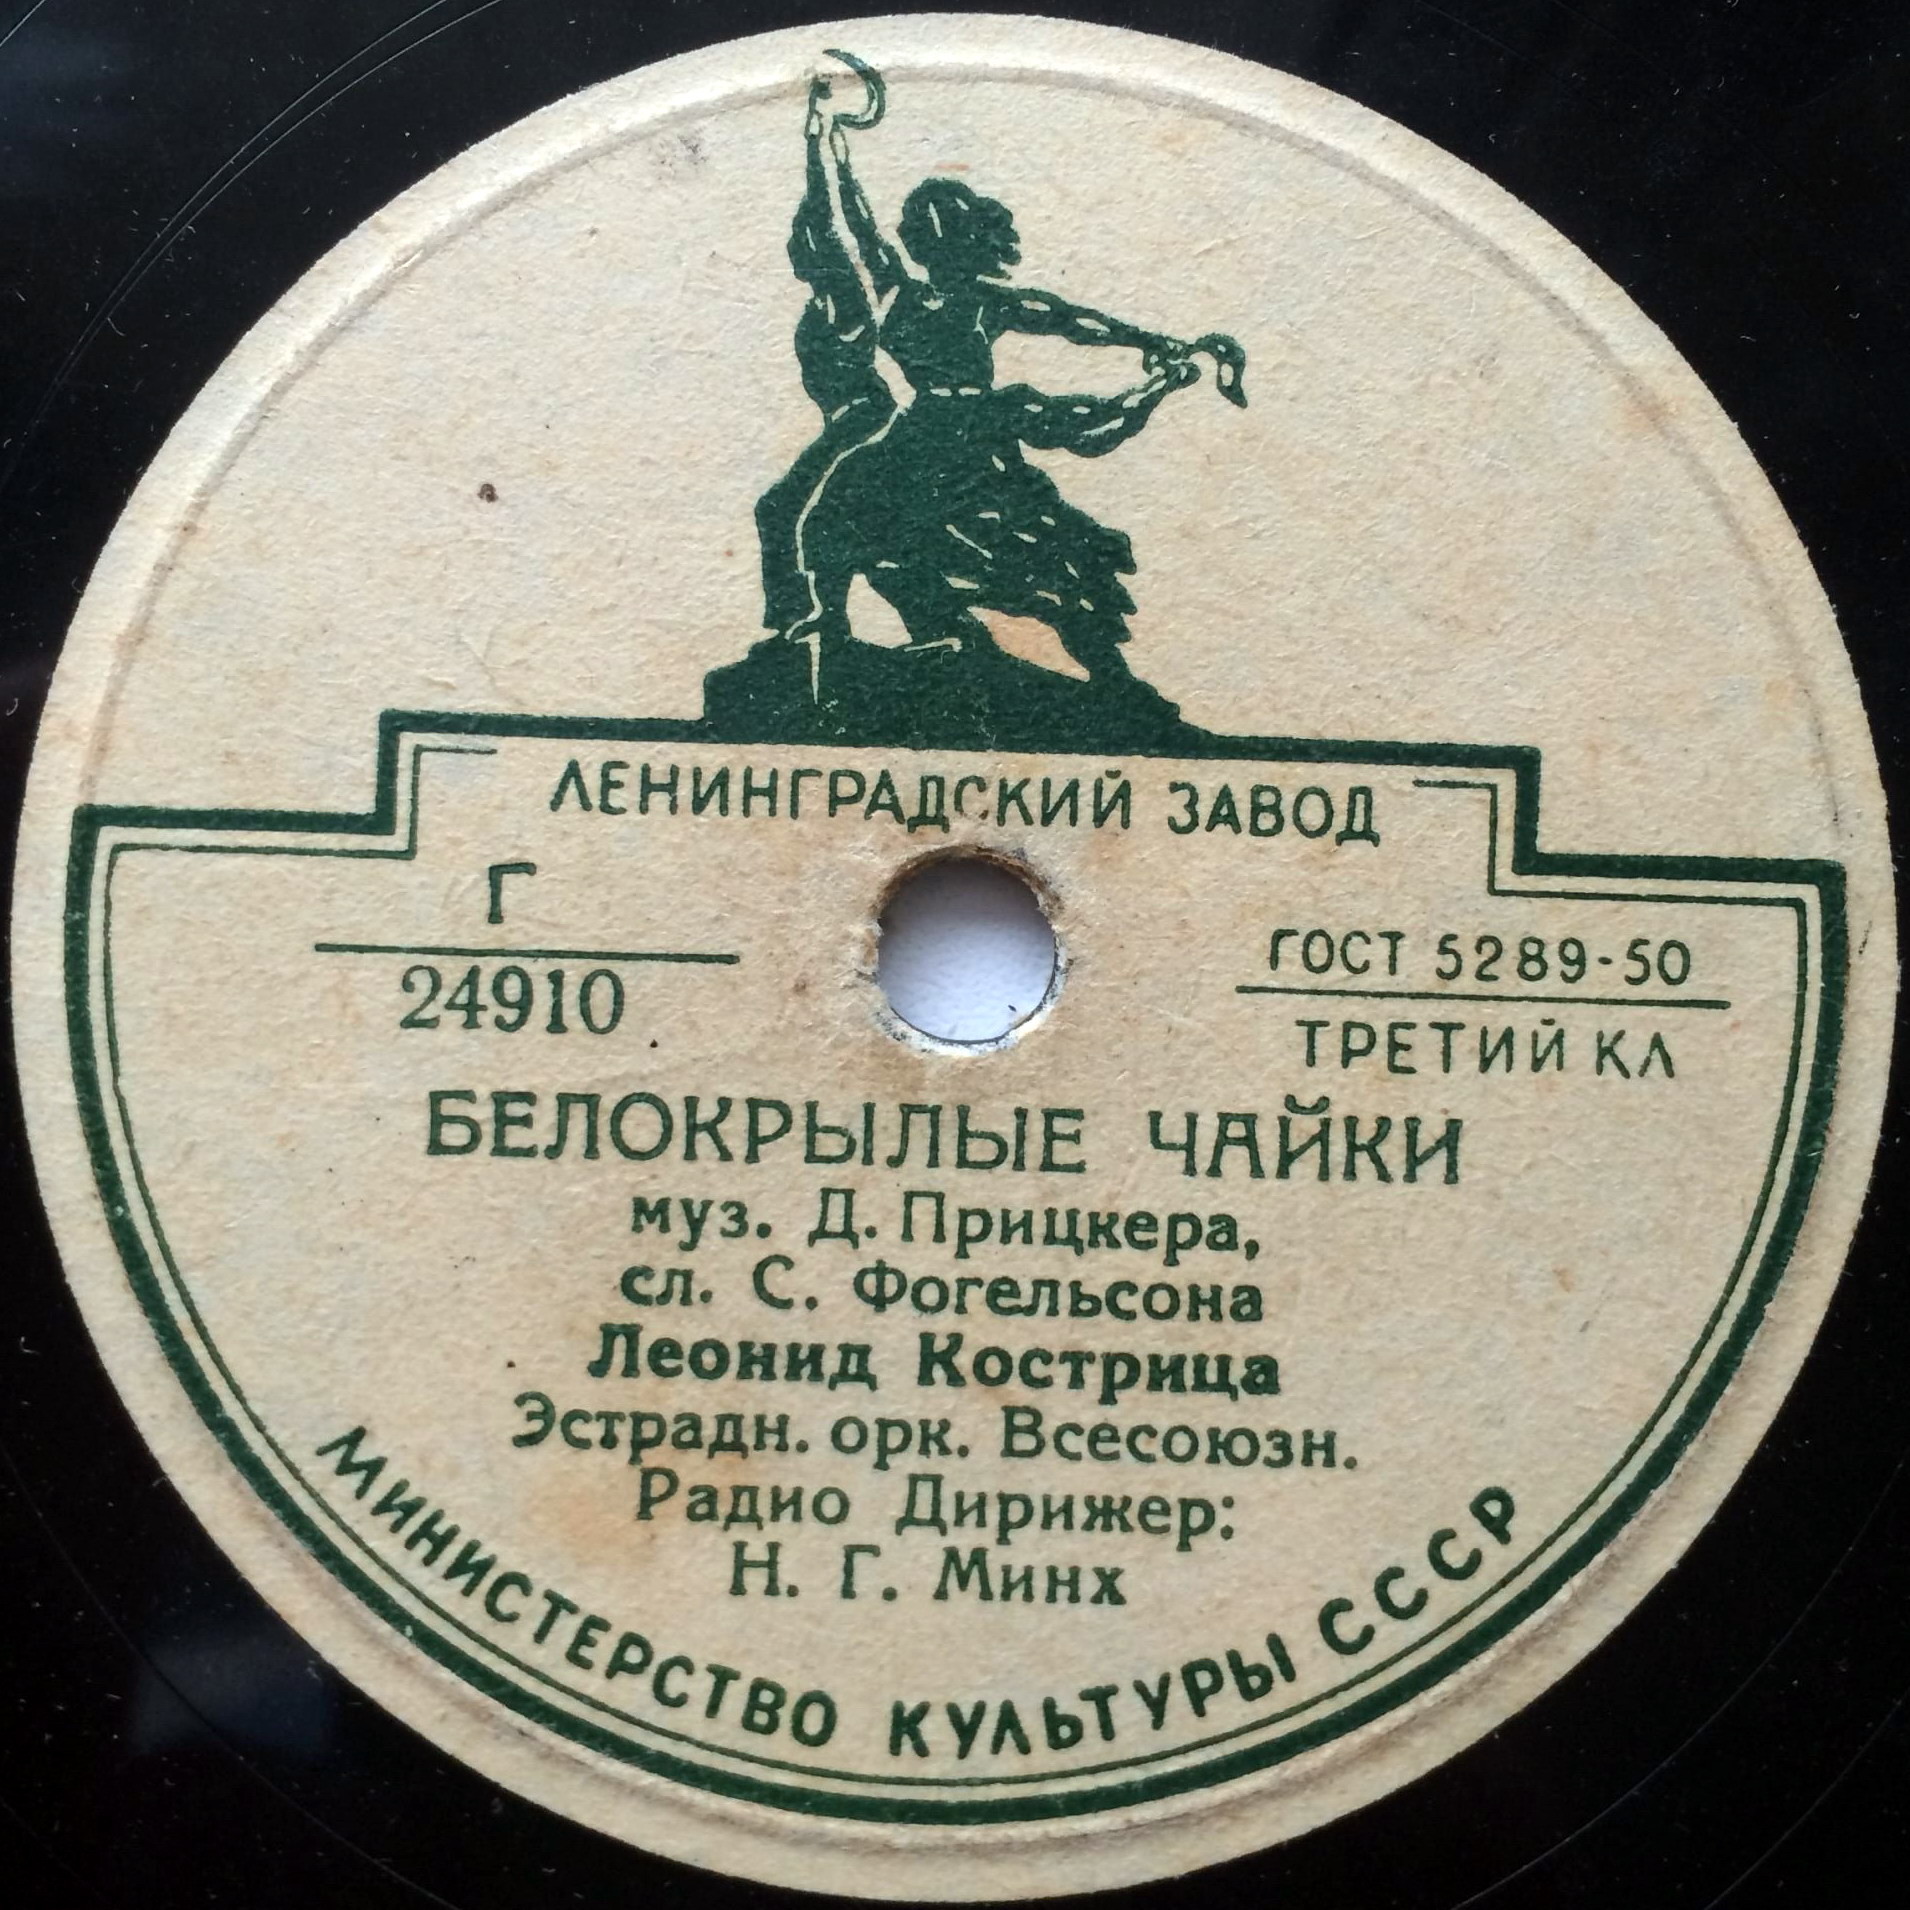 ЛЕНИНГРАДСКИЙ ЗАВОД
Г
24910
ГОСТ 5289-50
ТРЕТИЙ КЛ
БЕЛОКРЫЛЫЕ ЧАЙКИ
муз. Д. Прицкера,
сл. С. Фогельсона
Леонид Кострица
Эстрадн. орк. Всесоюзн.
Радио Дирижер:
Н. Г. Минх
МИНИСТЕРСТВО КУЛЬТУРЫ СССР